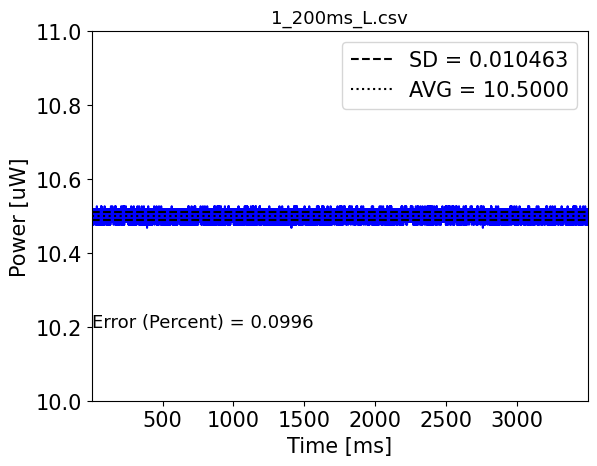 1_200ms_L.csv
11.0
SD = 0.010463
AVG = 10.5000
10.8
10.6
Power [uW]
10.4
Error (Percent) = 0.0996
10.2
10.0
500 1000 1500 2000 2500 3000
Time [ms]